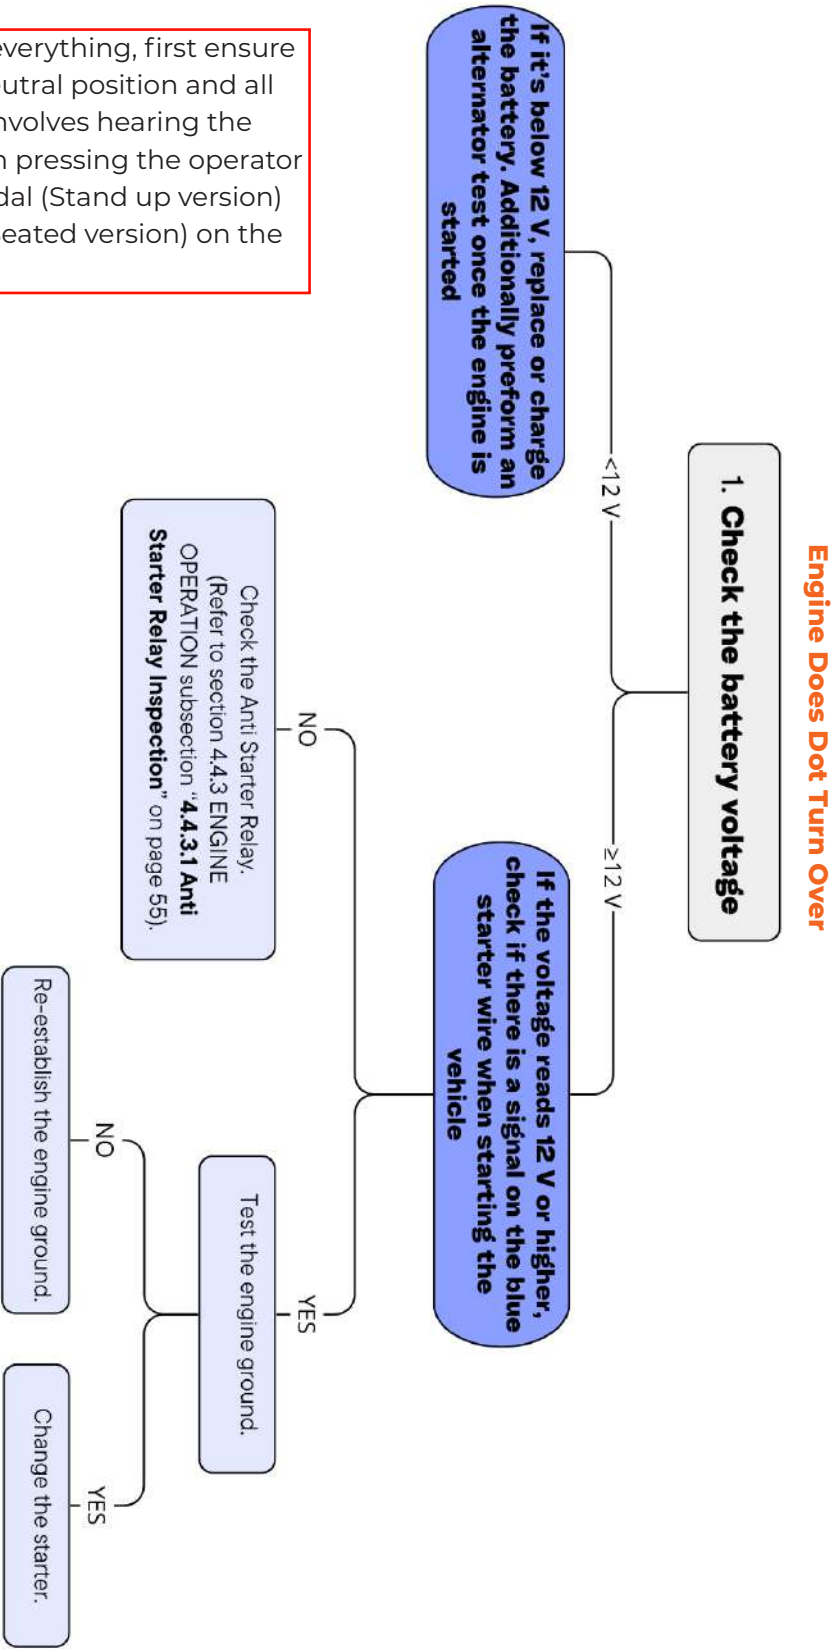 everything, first ensure
eutral position and all
nvolves hearing the
n pressing the operator
dal (Stand up version)
eated version) on the
Engine Does Dot Turn Over
1. Check the battery voltage
<12 V
≥12 V
If it's below 12 V, replace or charge
the battery. Additionally preform an
alternator test once the engine is
started
If the voltage reads 12 V or higher,
check if there is a signal on the blue
starter wire when starting the
vehicle
NO
YES
Check the Anti Starter Relay.
(Refer to section 4.4.3 ENGINE
OPERATION subsection “4.4.3.1 Anti
Starter Relay Inspection” on page 55).
Test the engine ground.
NO
YES
Re-establish the engine ground.
Change the starter.